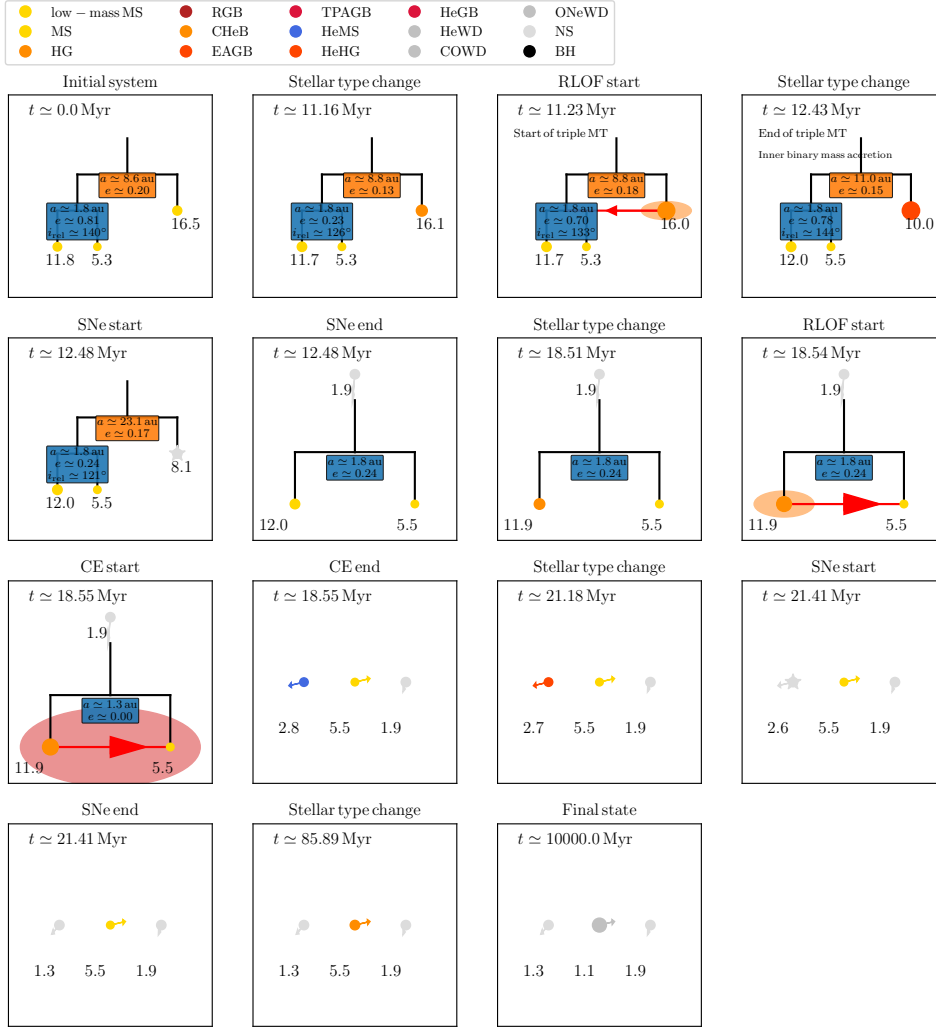 low − mass MS RGB TPAGB HeGB ONeWD
MS CHeB HeMS HeWD NS
HG EAGB HeHG COWD BH
Initial system
t ≃ 0.0 Myr
a ≃ 8.6 au
e ≃ 0.20
a ≃ 1.8 au
e ≃ 0.81
i_rel ≃ 140°
16.5
11.8 5.3
Stellar type change
t ≃ 11.16 Myr
a ≃ 8.8 au
e ≃ 0.13
a ≃ 1.8 au
e ≃ 0.23
i_rel ≃ 126°
16.1
11.7 5.3
RLOF start
t ≃ 11.23 Myr
Start of triple MT
a ≃ 8.8 au
e ≃ 0.18
a ≃ 1.8 au
e ≃ 0.70
i_rel ≃ 133°
16.0
11.7 5.3
Stellar type change
t ≃ 12.43 Myr
End of triple MT
Inner binary mass accretion
a ≃ 11.0 au
e ≃ 0.15
a ≃ 1.8 au
e ≃ 0.78
i_rel ≃ 144°
10.0
12.0 5.5
SNe start
t ≃ 12.48 Myr
a ≃ 23.1 au
e ≃ 0.17
a ≃ 1.8 au
e ≃ 0.24
i_rel ≃ 121°
8.1
12.0 5.5
SNe end
t ≃ 12.48 Myr
1.9
a ≃ 1.8 au
e ≃ 0.24
12.0 5.5
Stellar type change
t ≃ 18.51 Myr
1.9
a ≃ 1.8 au
e ≃ 0.24
11.9 5.5
RLOF start
t ≃ 18.54 Myr
1.9
a ≃ 1.8 au
e ≃ 0.24
11.9 5.5
CE start
t ≃ 18.55 Myr
1.9
a ≃ 1.3 au
e ≃ 0.00
11.9 5.5
CE end
t ≃ 18.55 Myr
2.8 5.5 1.9
Stellar type change
t ≃ 21.18 Myr
2.7 5.5 1.9
SNe start
t ≃ 21.41 Myr
2.6 5.5 1.9
SNe end
t ≃ 21.41 Myr
1.3 5.5 1.9
Stellar type change
t ≃ 85.89 Myr
1.3 5.5 1.9
Final state
t ≃ 10000.0 Myr
1.3 1.1 1.9